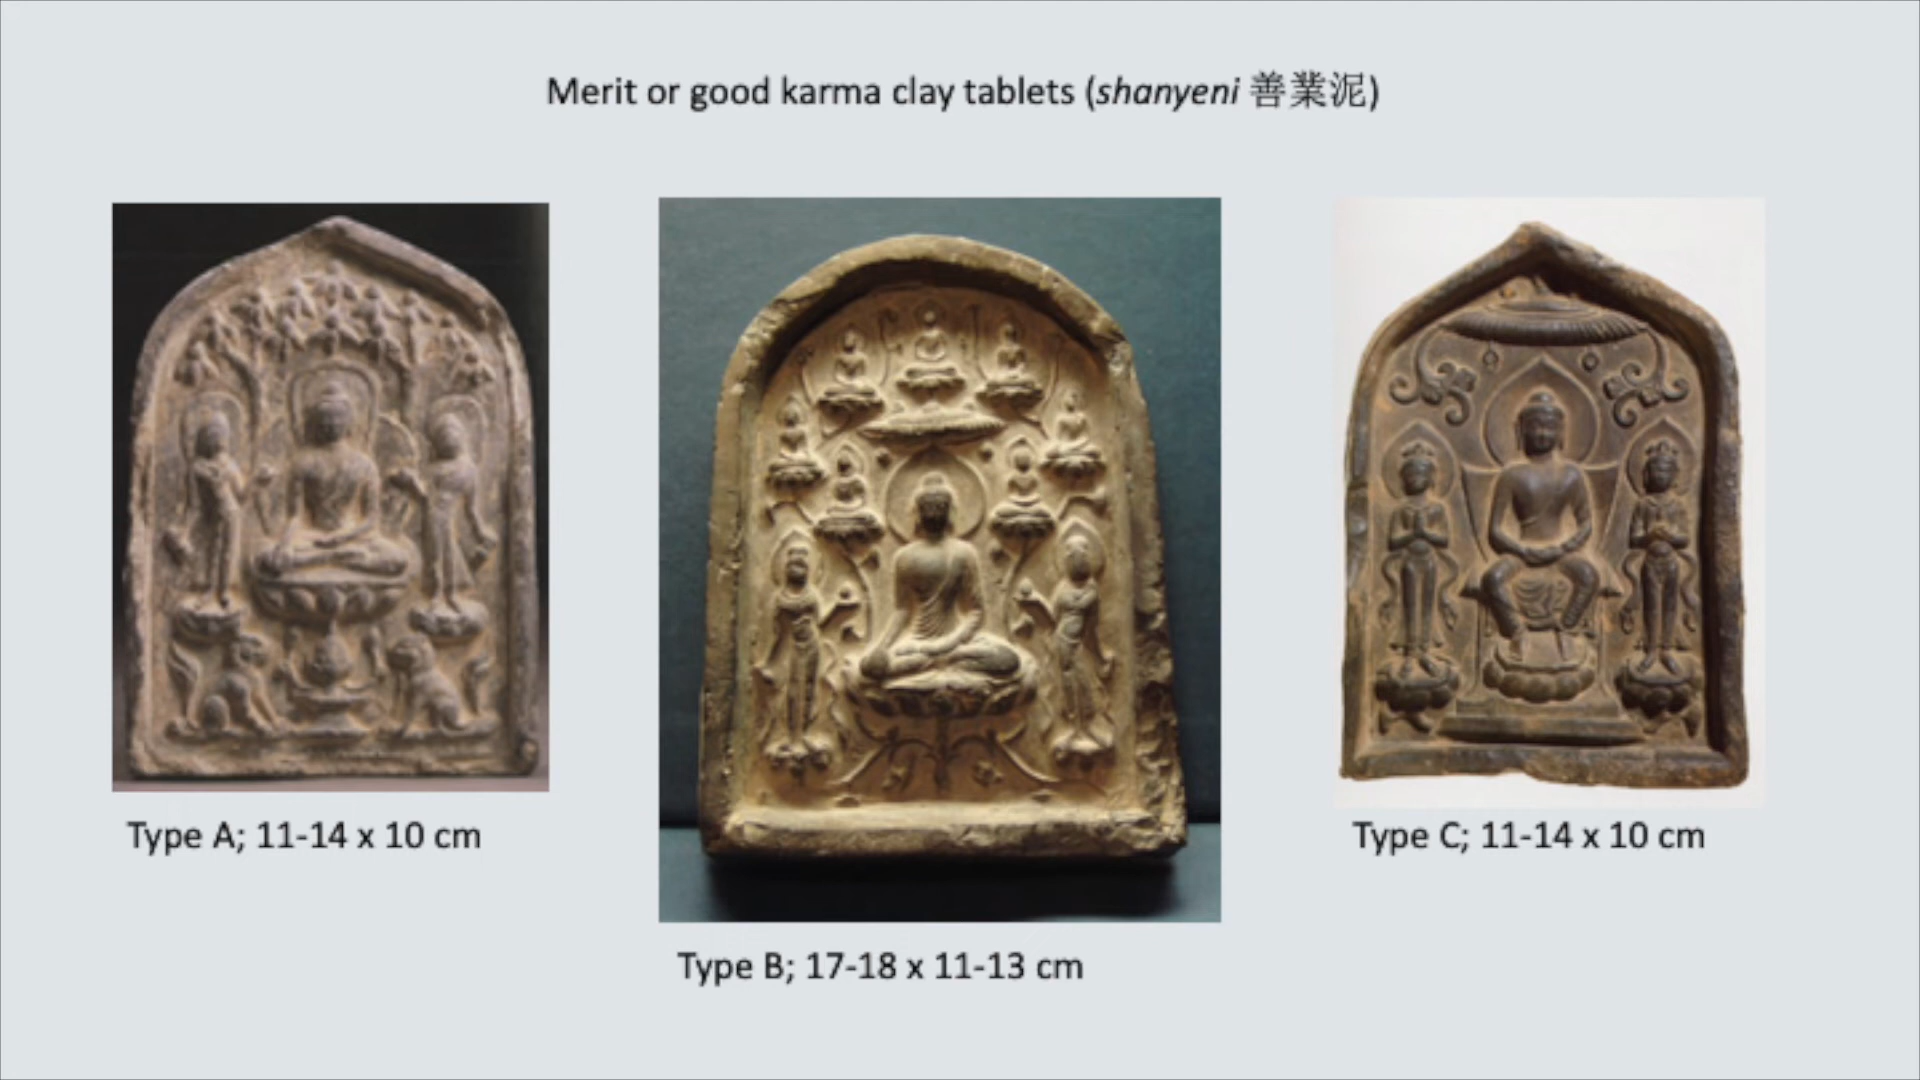 Merit or good karma clay tablets (shanyeni 善業泥)
Type A; 11-14 x 10 cm
Type B; 17-18 x 11-13 cm
Type C; 11-14 x 10 cm